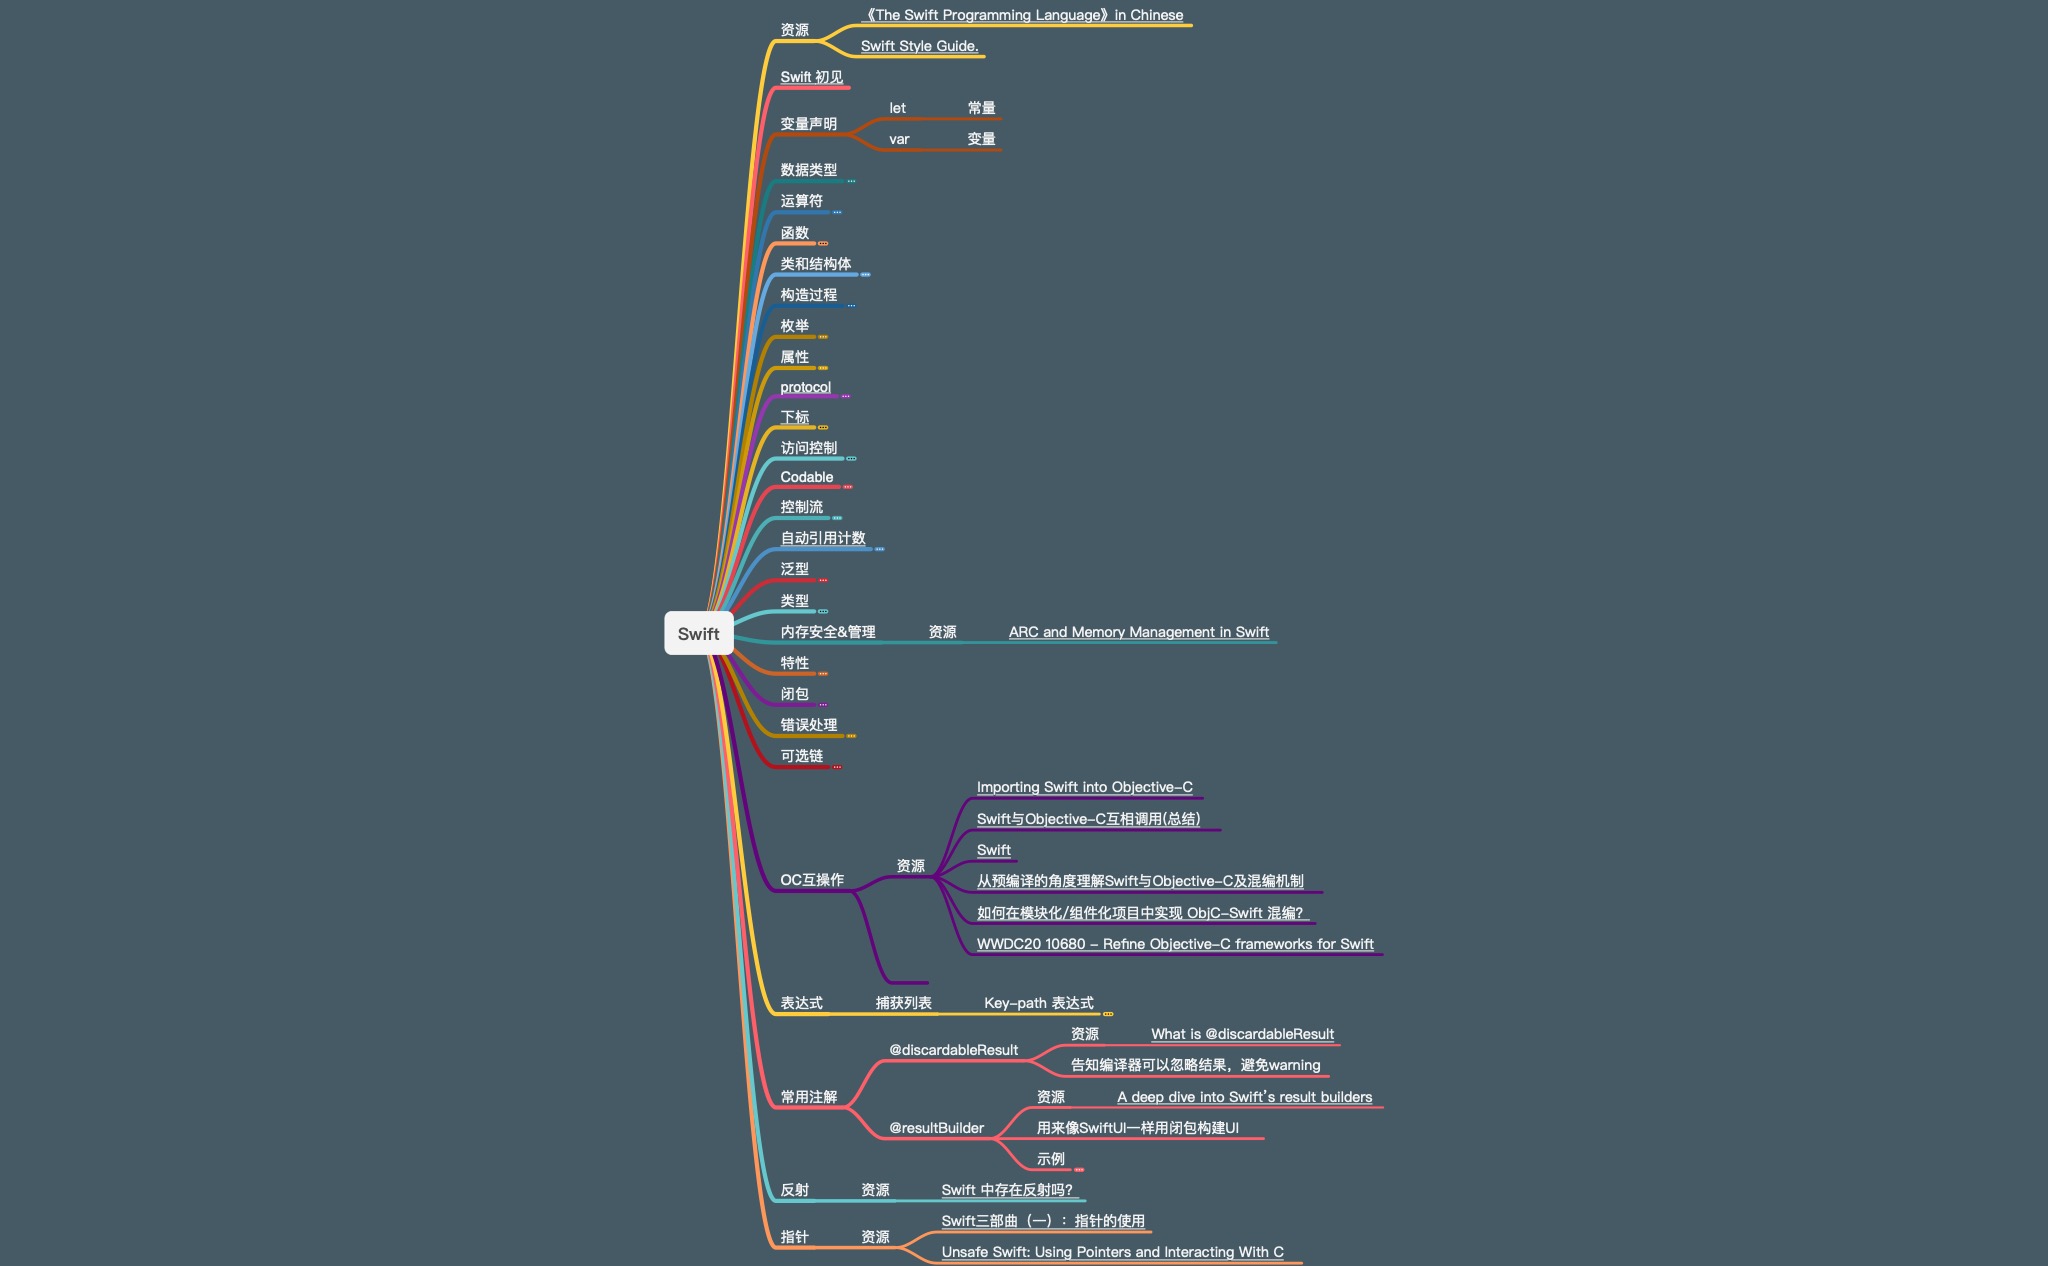 资源
《The Swift Programming Language》in Chinese
Swift Style Guide.
Swift 初见
变量声明
let
常量
var
变量
数据类型
运算符
函数
类和结构体
构造过程
枚举
属性
protocol
下标
访问控制
Codable
控制流
自动引用计数
泛型
类型
Swift
内存安全&管理
资源
ARC and Memory Management in Swift
特性
闭包
错误处理
可选链
OC互操作
资源
Importing Swift into Objective-C
Swift与Objective-C互相调用(总结)
Swift
从预编译的角度理解Swift与Objective-C及混编机制
如何在模块化/组件化项目中实现 ObjC-Swift 混编？
WWDC20 10680 - Refine Objective-C frameworks for Swift
表达式
捕获列表
Key-path 表达式
常用注解
@discardableResult
资源
What is @discardableResult
告知编译器可以忽略结果，避免warning
@resultBuilder
资源
A deep dive into Swift's result builders
用来像SwiftUI一样用闭包构建UI
示例
反射
资源
Swift 中存在反射吗？
指针
资源
Swift三部曲（一）：指针的使用
Unsafe Swift: Using Pointers and Interacting With C